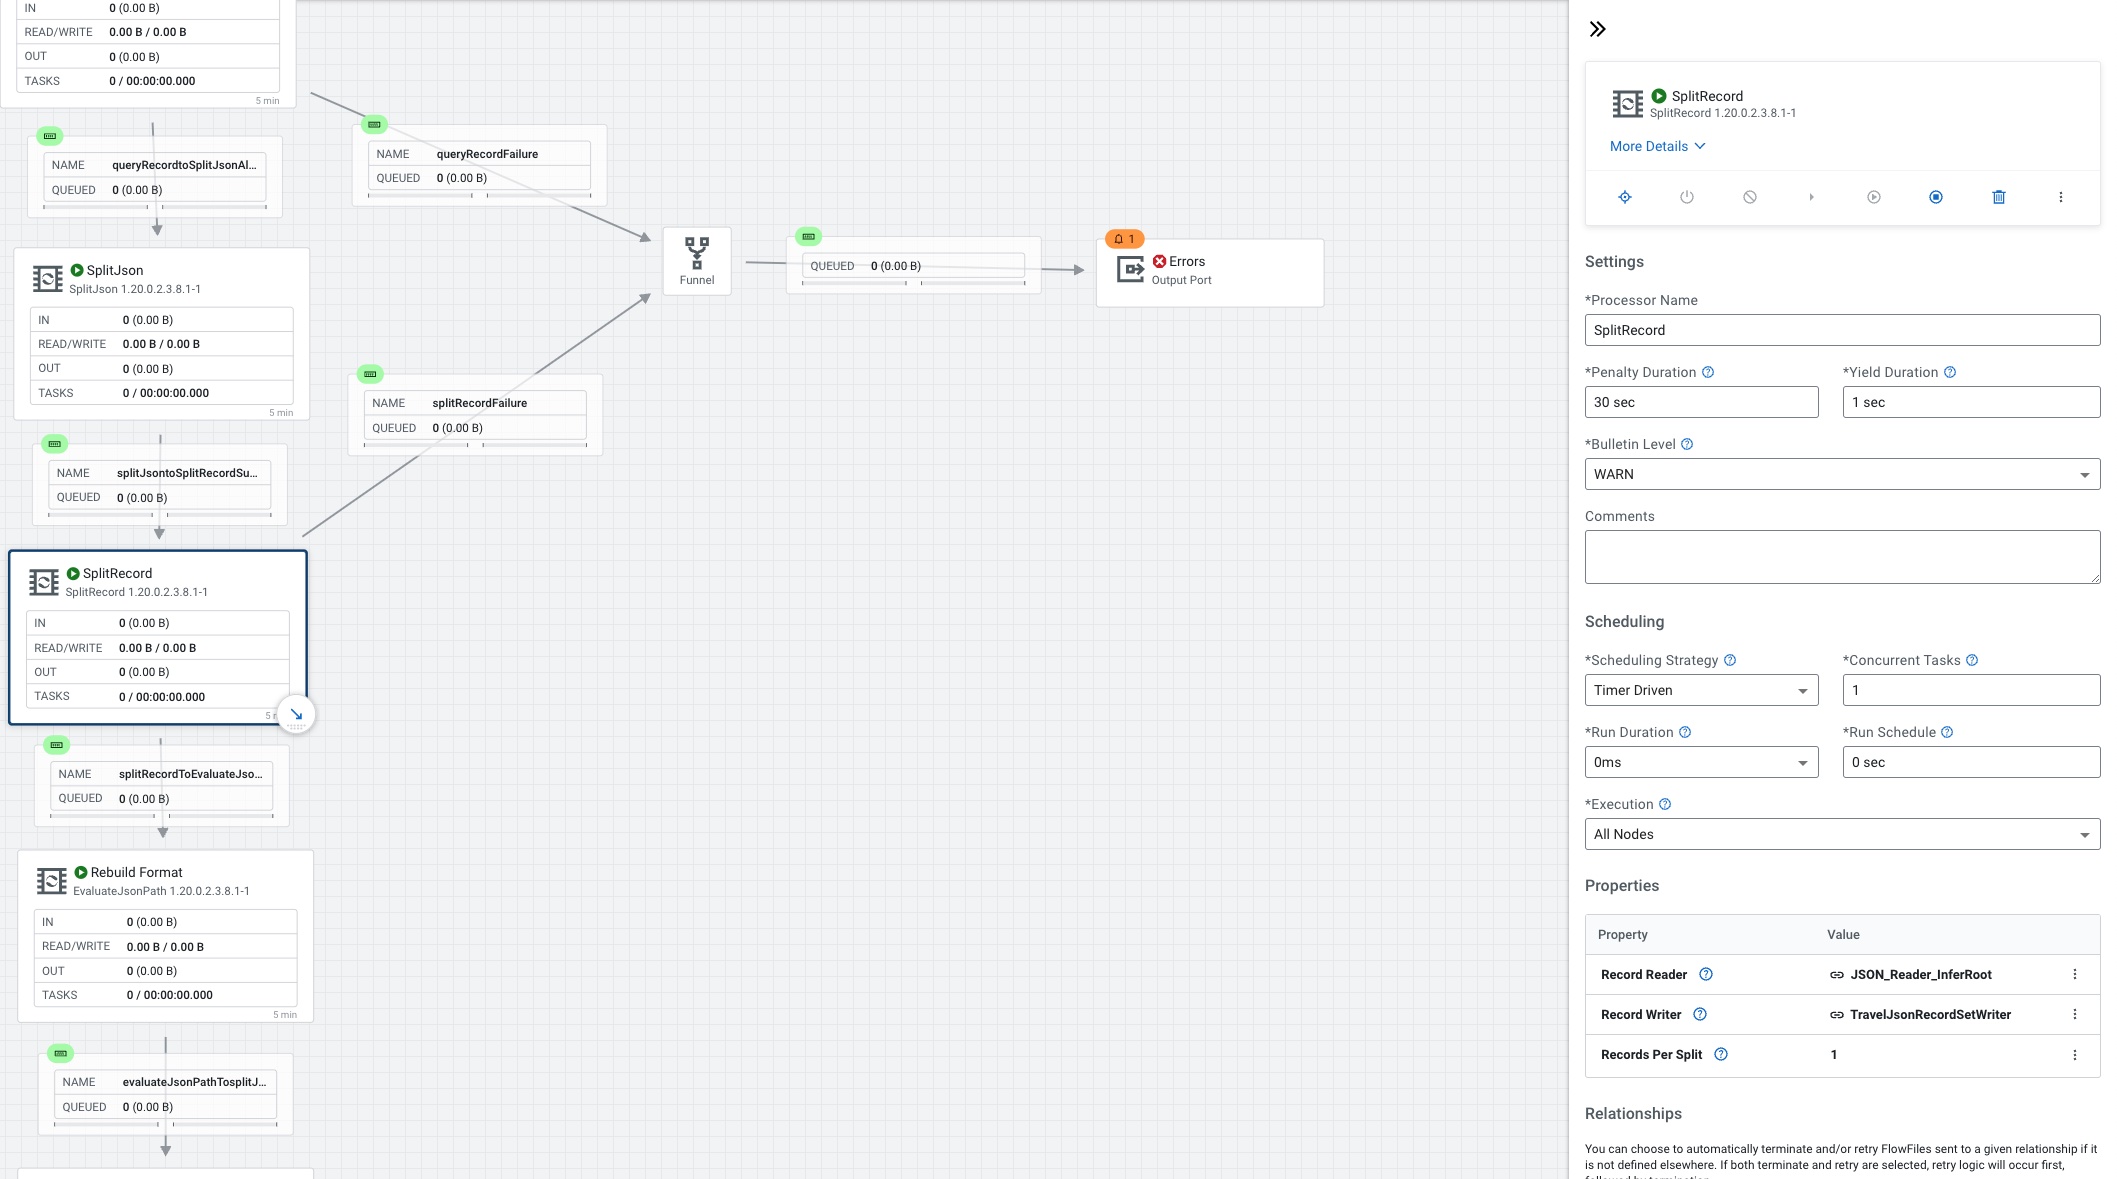 IN 0 (0.00 B)
READ/WRITE 0.00 B / 0.00 B
OUT 0 (0.00 B)
TASKS 0 / 00:00:00.000
5 min
NAME queryRecordtoSplitJsonAl...
QUEUED 0 (0.00 B)
NAME queryRecordFailure
QUEUED 0 (0.00 B)
SplitJson
SplitJson 1.20.0.2.3.8.1-1
IN 0 (0.00 B)
READ/WRITE 0.00 B / 0.00 B
OUT 0 (0.00 B)
TASKS 0 / 00:00:00.000
5 min
Funnel
QUEUED 0 (0.00 B)
1
Errors
Output Port
NAME splitRecordFailure
QUEUED 0 (0.00 B)
NAME splitJsontoSplitRecordSu...
QUEUED 0 (0.00 B)
SplitRecord
SplitRecord 1.20.0.2.3.8.1-1
IN 0 (0.00 B)
READ/WRITE 0.00 B / 0.00 B
OUT 0 (0.00 B)
TASKS 0 / 00:00:00.000
NAME splitRecordToEvaluateJso...
QUEUED 0 (0.00 B)
Rebuild Format
EvaluateJsonPath 1.20.0.2.3.8.1-1
IN 0 (0.00 B)
READ/WRITE 0.00 B / 0.00 B
OUT 0 (0.00 B)
TASKS 0 / 00:00:00.000
5 min
NAME evaluateJsonPathTosplitJ...
QUEUED 0 (0.00 B)
SplitRecord
SplitRecord 1.20.0.2.3.8.1-1
More Details
Settings
*Processor Name
SplitRecord
*Penalty Duration *Yield Duration
30 sec 1 sec
*Bulletin Level
WARN
Comments
Scheduling
*Scheduling Strategy *Concurrent Tasks
Timer Driven 1
*Run Duration *Run Schedule
0ms 0 sec
*Execution
All Nodes
Properties
Property Value
Record Reader JSON_Reader_InferRoot
Record Writer TravelJsonRecordSetWriter
Records Per Split 1
Relationships
You can choose to automatically terminate and/or retry FlowFiles sent to a given relationship if it
is not defined elsewhere. If both terminate and retry are selected, retry logic will occur first,